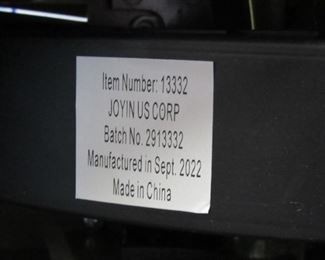 Item Number: 13332
JOYIN US CORP
Batch No. 2913332
Manufactured in Sept. 2022
Made in China